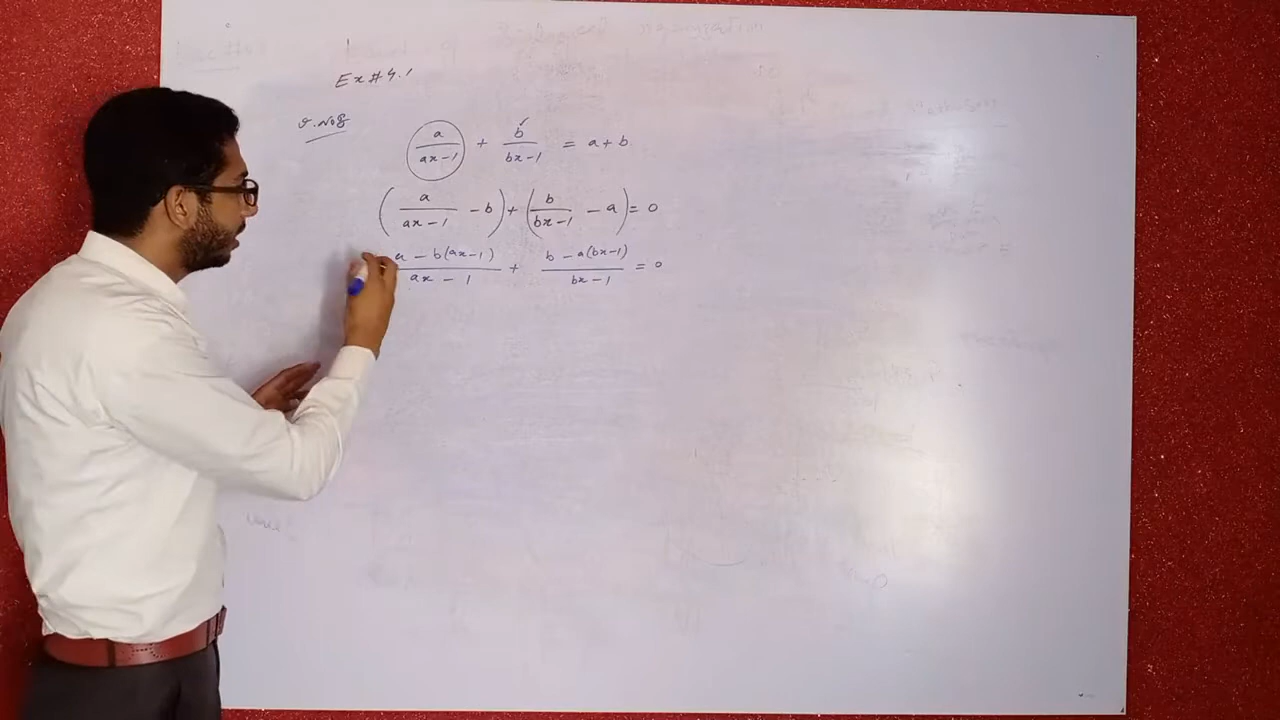 Ex # 4.1
Q.No8
a/(ax-1) + b/(bx-1) = a+b
(a/(ax-1) -b) + (b/(bx-1) -a) = 0
(a-b(ax-1))/(ax-1) + (b-a(bx-1))/(bx-1) = 0